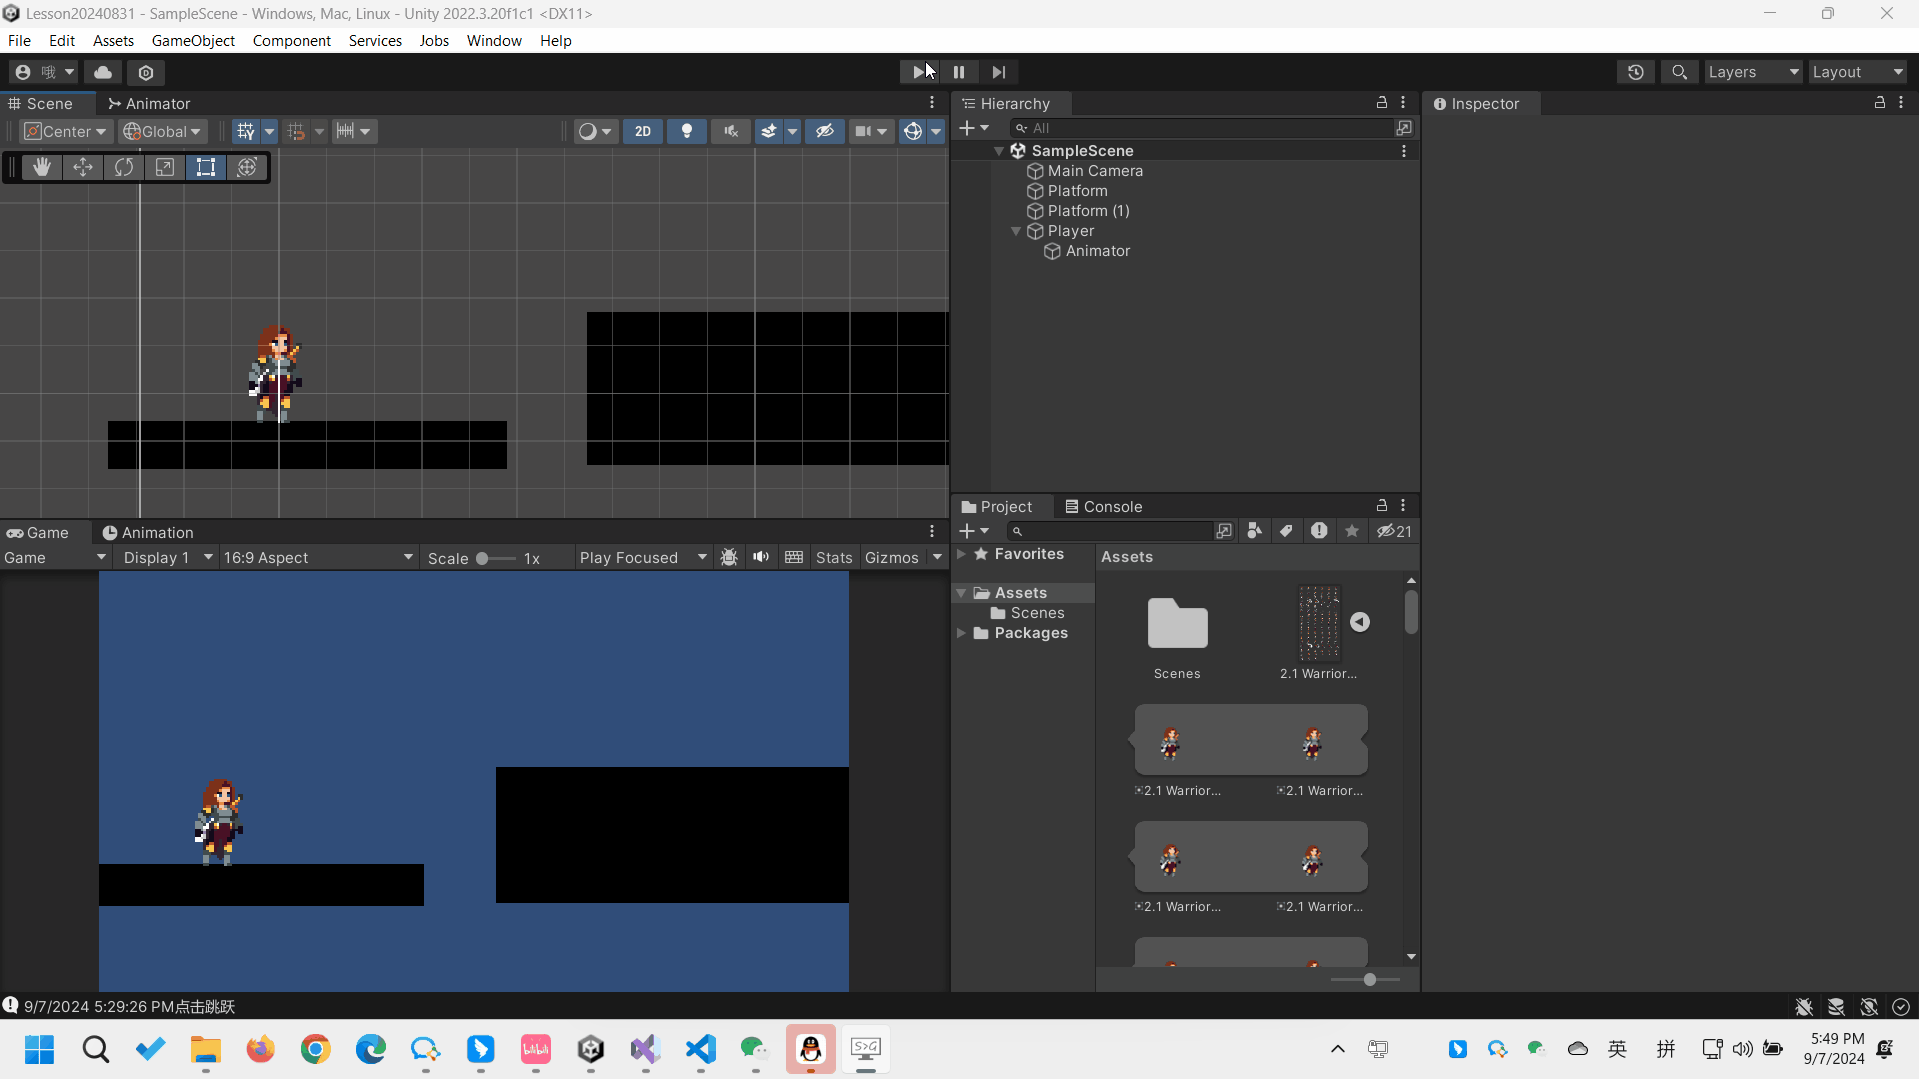 Lesson20240831 - SampleScene - Windows, Mac, Linux - Unity 2022.3.20f1c1 <DX11>
File Edit Assets GameObject Component Services Jobs Window Help
哦 Layers Layout
Scene Animator
Center Global 2D
Hierarchy
All
SampleScene
Main Camera
Platform
Platform (1)
Player
Animator
Inspector
Game Animation
Game Display 1 16:9 Aspect Scale 1x Play Focused Stats Gizmos
Project Console
21
Favorites
Assets
Scenes
Packages
Assets
Scenes 2.1 Warrior...
2.1 Warrior... 2.1 Warrior...
2.1 Warrior... 2.1 Warrior...
9/7/2024 5:29:26 PM点击跳跃
bilibili
S>G
英 拼
5:49 PM
9/7/2024